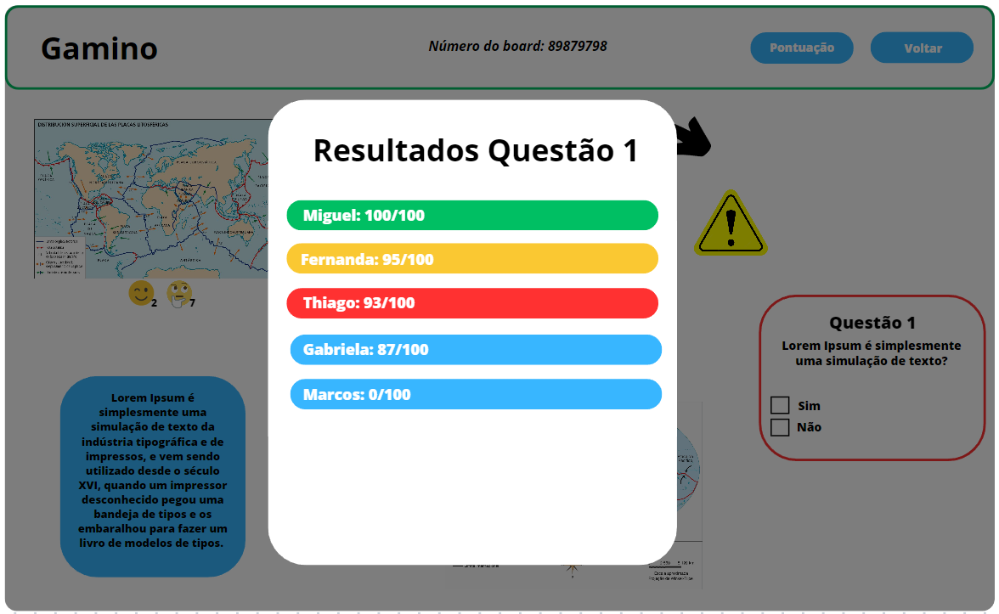 Gamino
Número do board: 89879798
Pontuação
Voltar
DISTRIBUCION SUPERFICIAL DE LAS PLACAS LITOSFÉRICAS
2
7
Lorem Ipsum é
simplesmente uma
simulação de texto da
indústria tipográfica e de
impressos, e vem sendo
utilizado desde o século
XVI, quando um impressor
desconhecido pegou uma
bandeja de tipos e os
embaralhou para fazer um
livro de modelos de tipos.
Resultados Questão 1
Miguel: 100/100
Fernanda: 95/100
Thiago: 93/100
Gabriela: 87/100
Marcos: 0/100
Questão 1
Lorem Ipsum é simplesmente
uma simulação de texto?
Sim
Não